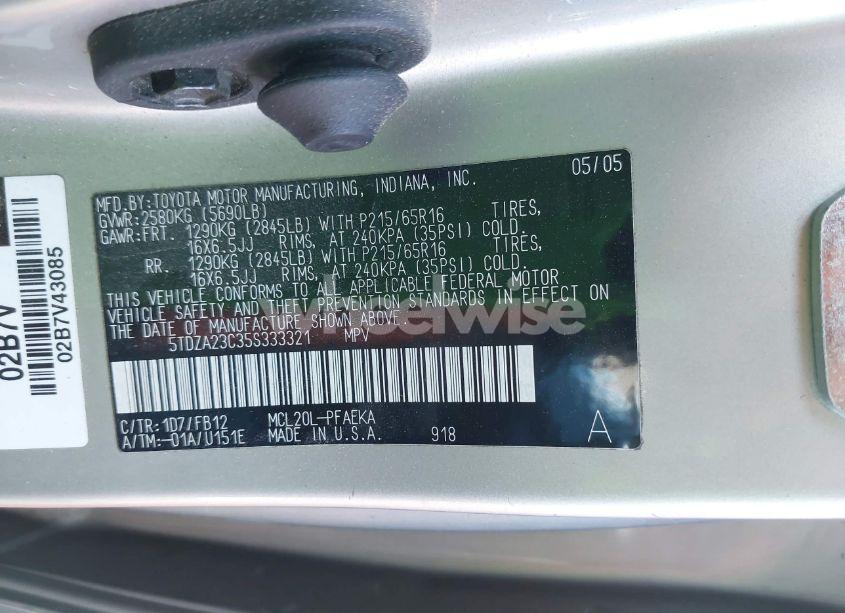 02B7V
02B7V43085
05/05
MFD.BY:TOYOTA MOTOR MANUFACTURING, INDIANA, INC.
GVWR:2580KG (5690LB)
GAWR:FRT. 1290KG (2845LB) WITH P215/65R16 TIRES,
16X6.5JJ RIMS, AT 240KPA (35PSI) COLD.
RR. 1290KG (2845LB) WITH P215/65R16 TIRES,
16X6.5JJ RIMS, AT 240KPA (35PSI) COLD.
THIS VEHICLE CONFORMS TO ALL APPLICABLE FEDERAL MOTOR
VEHICLE SAFETY AND THEFT PREVENTION STANDARDS IN EFFECT ON
THE DATE OF MANUFACTURE SHOWN ABOVE.
5TDZA23C35S333321 MPV
C/TR: 1D7/FB12 MCL20L-PFAEKA
A/TM:-01A/U151E MADE IN U.S.A. 918
A
wheelwise